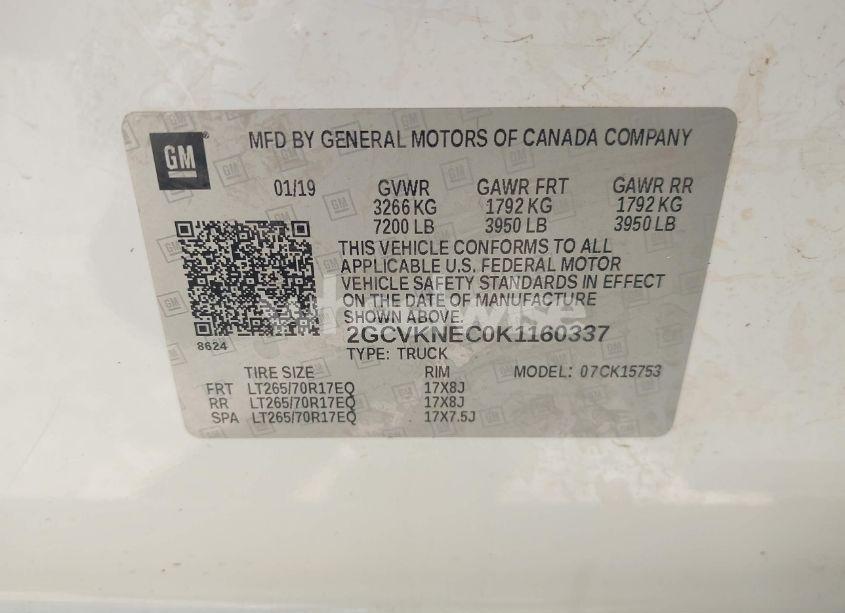 GM
MFD BY GENERAL MOTORS OF CANADA COMPANY
01/19 GVWR GAWR FRT GAWR RR
3266 KG 1792 KG 1792 KG
7200 LB 3950 LB 3950 LB
THIS VEHICLE CONFORMS TO ALL
APPLICABLE U.S. FEDERAL MOTOR
VEHICLE SAFETY STANDARDS IN EFFECT
ON THE DATE OF MANUFACTURE
SHOWN ABOVE.
2GCVKNEC0K1160337
8624
TYPE: TRUCK
TIRE SIZE RIM MODEL: 07CK15753
FRT LT265/70R17EQ 17X8J
RR LT265/70R17EQ 17X8J
SPA LT265/70R17EQ 17X7.5J